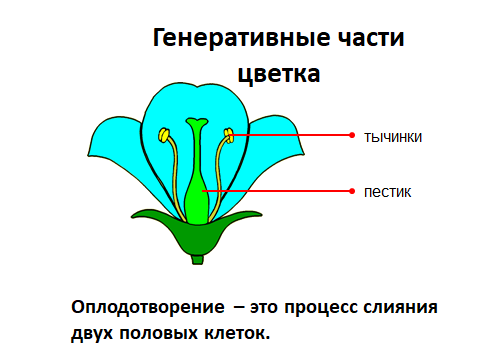 Генеративные части
цветка
тычинки
пестик
Оплодотворение – это процесс слияния
двух половых клеток.